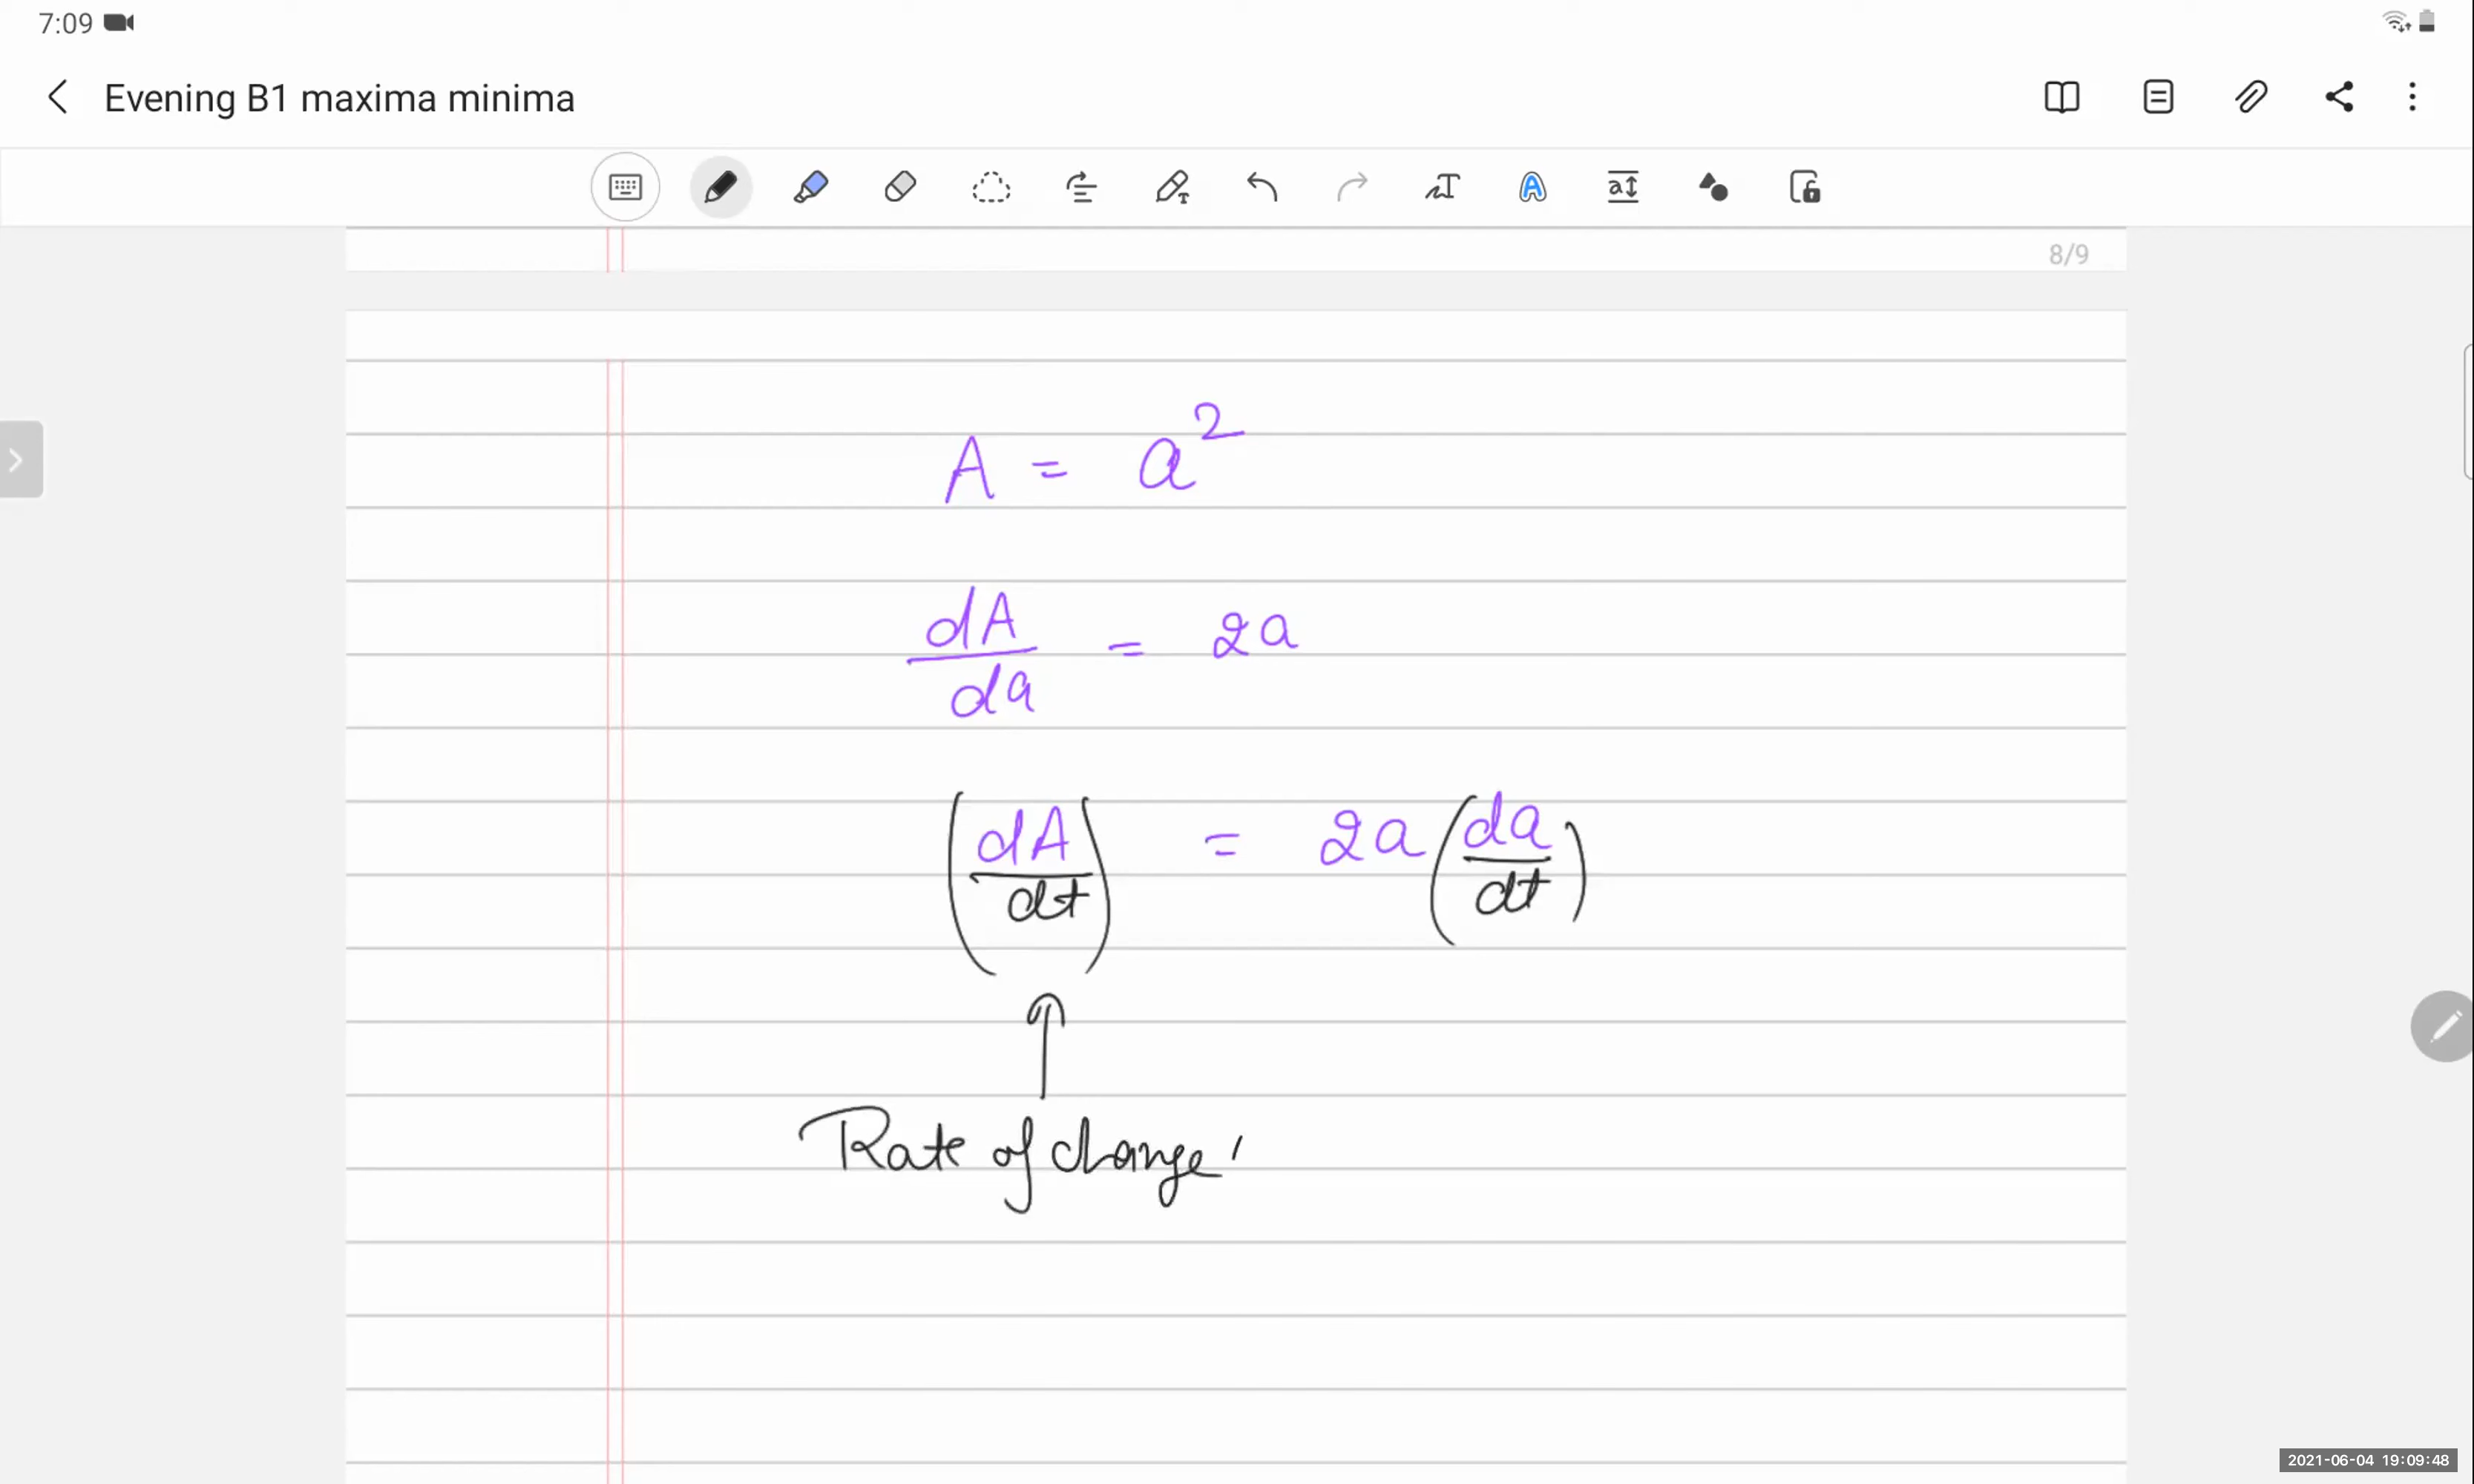 7:09
Evening B1 maxima minima
8/9
A = a²
dA/da = 2a
(dA/dt) = 2a(da/dt)
Rate of change
2021-06-04 19:09:48